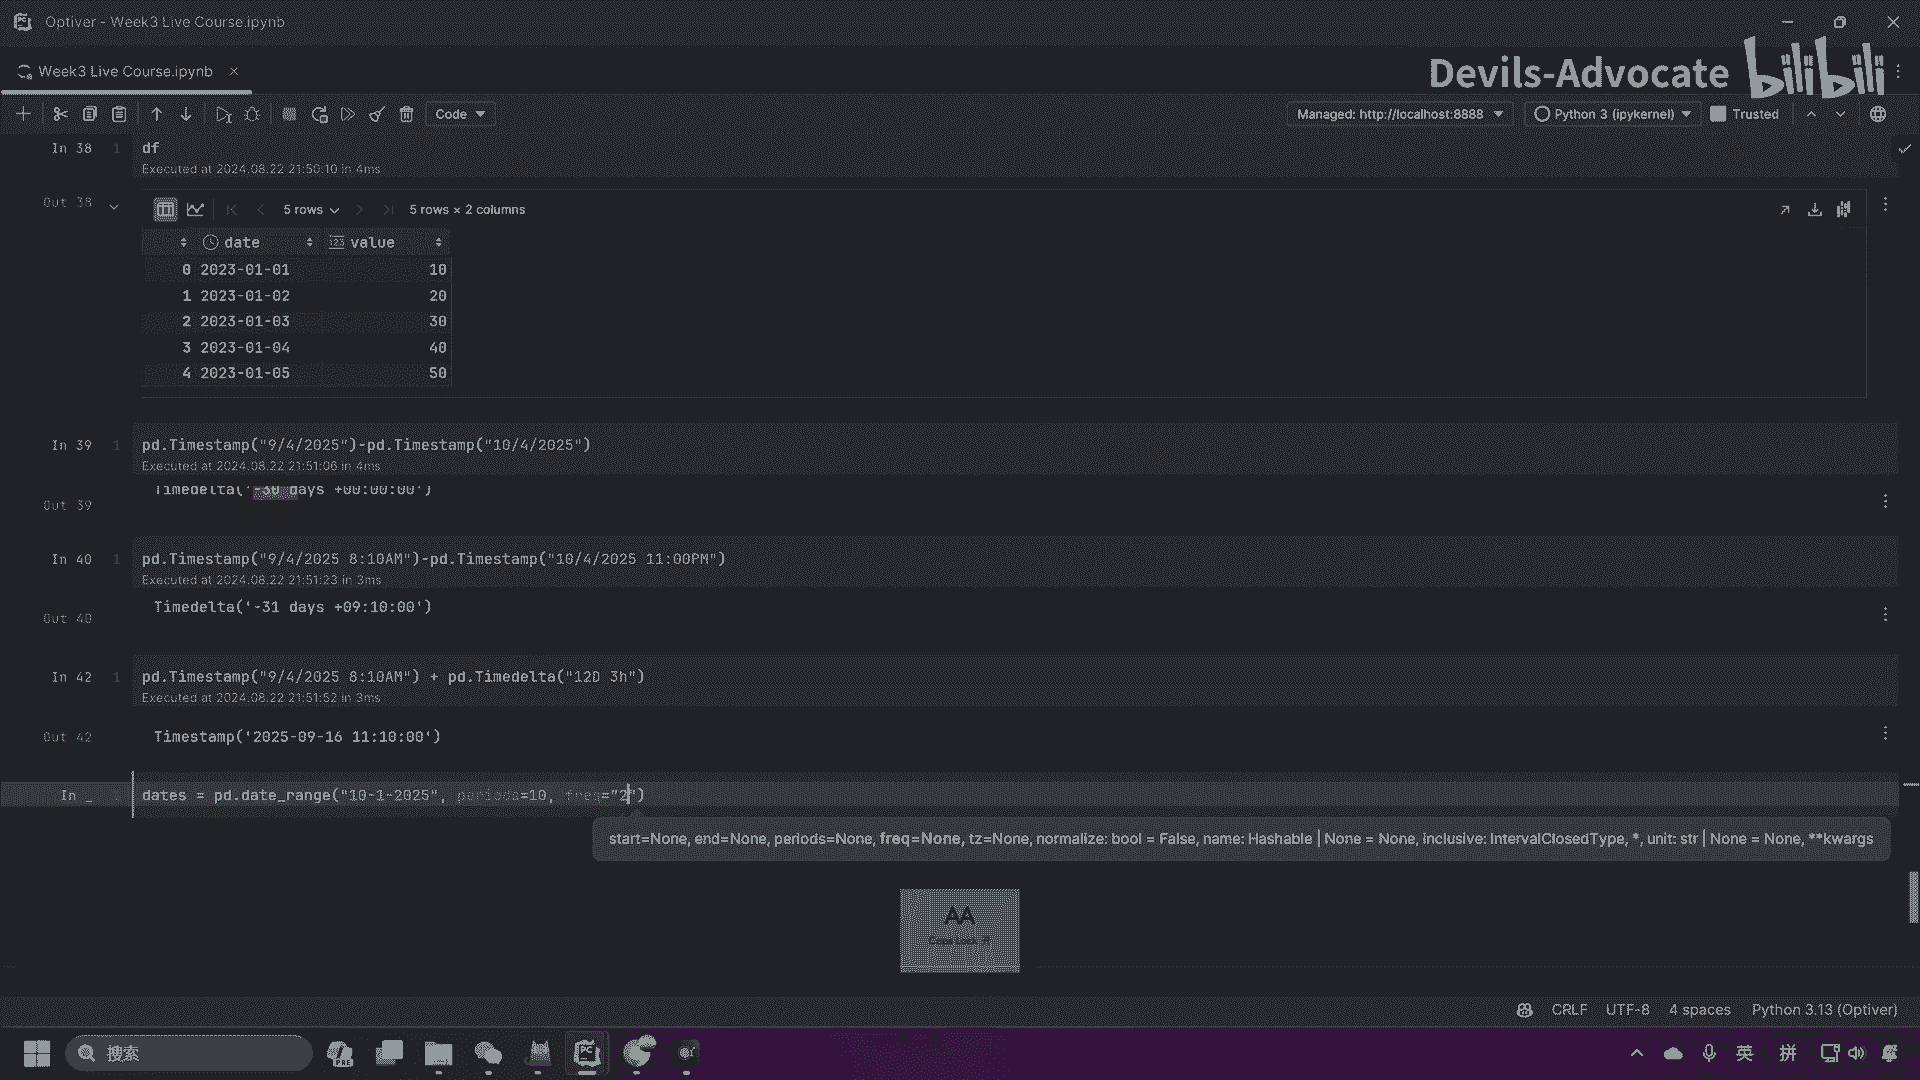 Optiver - Week3 Live Course.ipynb
Week3 Live Course.ipynb
Devils-Advocate bilibili
Code
Managed: http://localhost:8888
Python 3 (ipykernel)
Trusted
In 38 1 df
Executed at 2024.08.22 21:50:10 in 4ms
Out 38
5 rows
5 rows × 2 columns
date 123 value
0 2023-01-01 10
1 2023-01-02 20
2 2023-01-03 30
3 2023-01-04 40
4 2023-01-05 50
In 39 1 pd.Timestamp("9/4/2025")-pd.Timestamp("10/4/2025")
Executed at 2024.08.22 21:51:06 in 4ms
Timedelta('-30 days +00:00:00')
Out 39
In 40 1 pd.Timestamp("9/4/2025 8:10AM")-pd.Timestamp("10/4/2025 11:00PM")
Executed at 2024.08.22 21:51:23 in 3ms
Timedelta('-31 days +09:10:00')
Out 40
In 42 1 pd.Timestamp("9/4/2025 8:10AM") + pd.Timedelta("12D 3h")
Executed at 2024.08.22 21:51:52 in 3ms
Out 42 Timestamp('2025-09-16 11:10:00')
In _ dates = pd.date_range("10-1-2025", periods=10, freq="2")
start=None, end=None, periods=None, freq=None, tz=None, normalize: bool = False, name: Hashable | None = None, inclusive: IntervalClosedType, *, unit: str | None = None, **kwargs
AA
CRLF UTF-8 4 spaces Python 3.13 (Optiver)
搜索
PRE
PC
英
拼